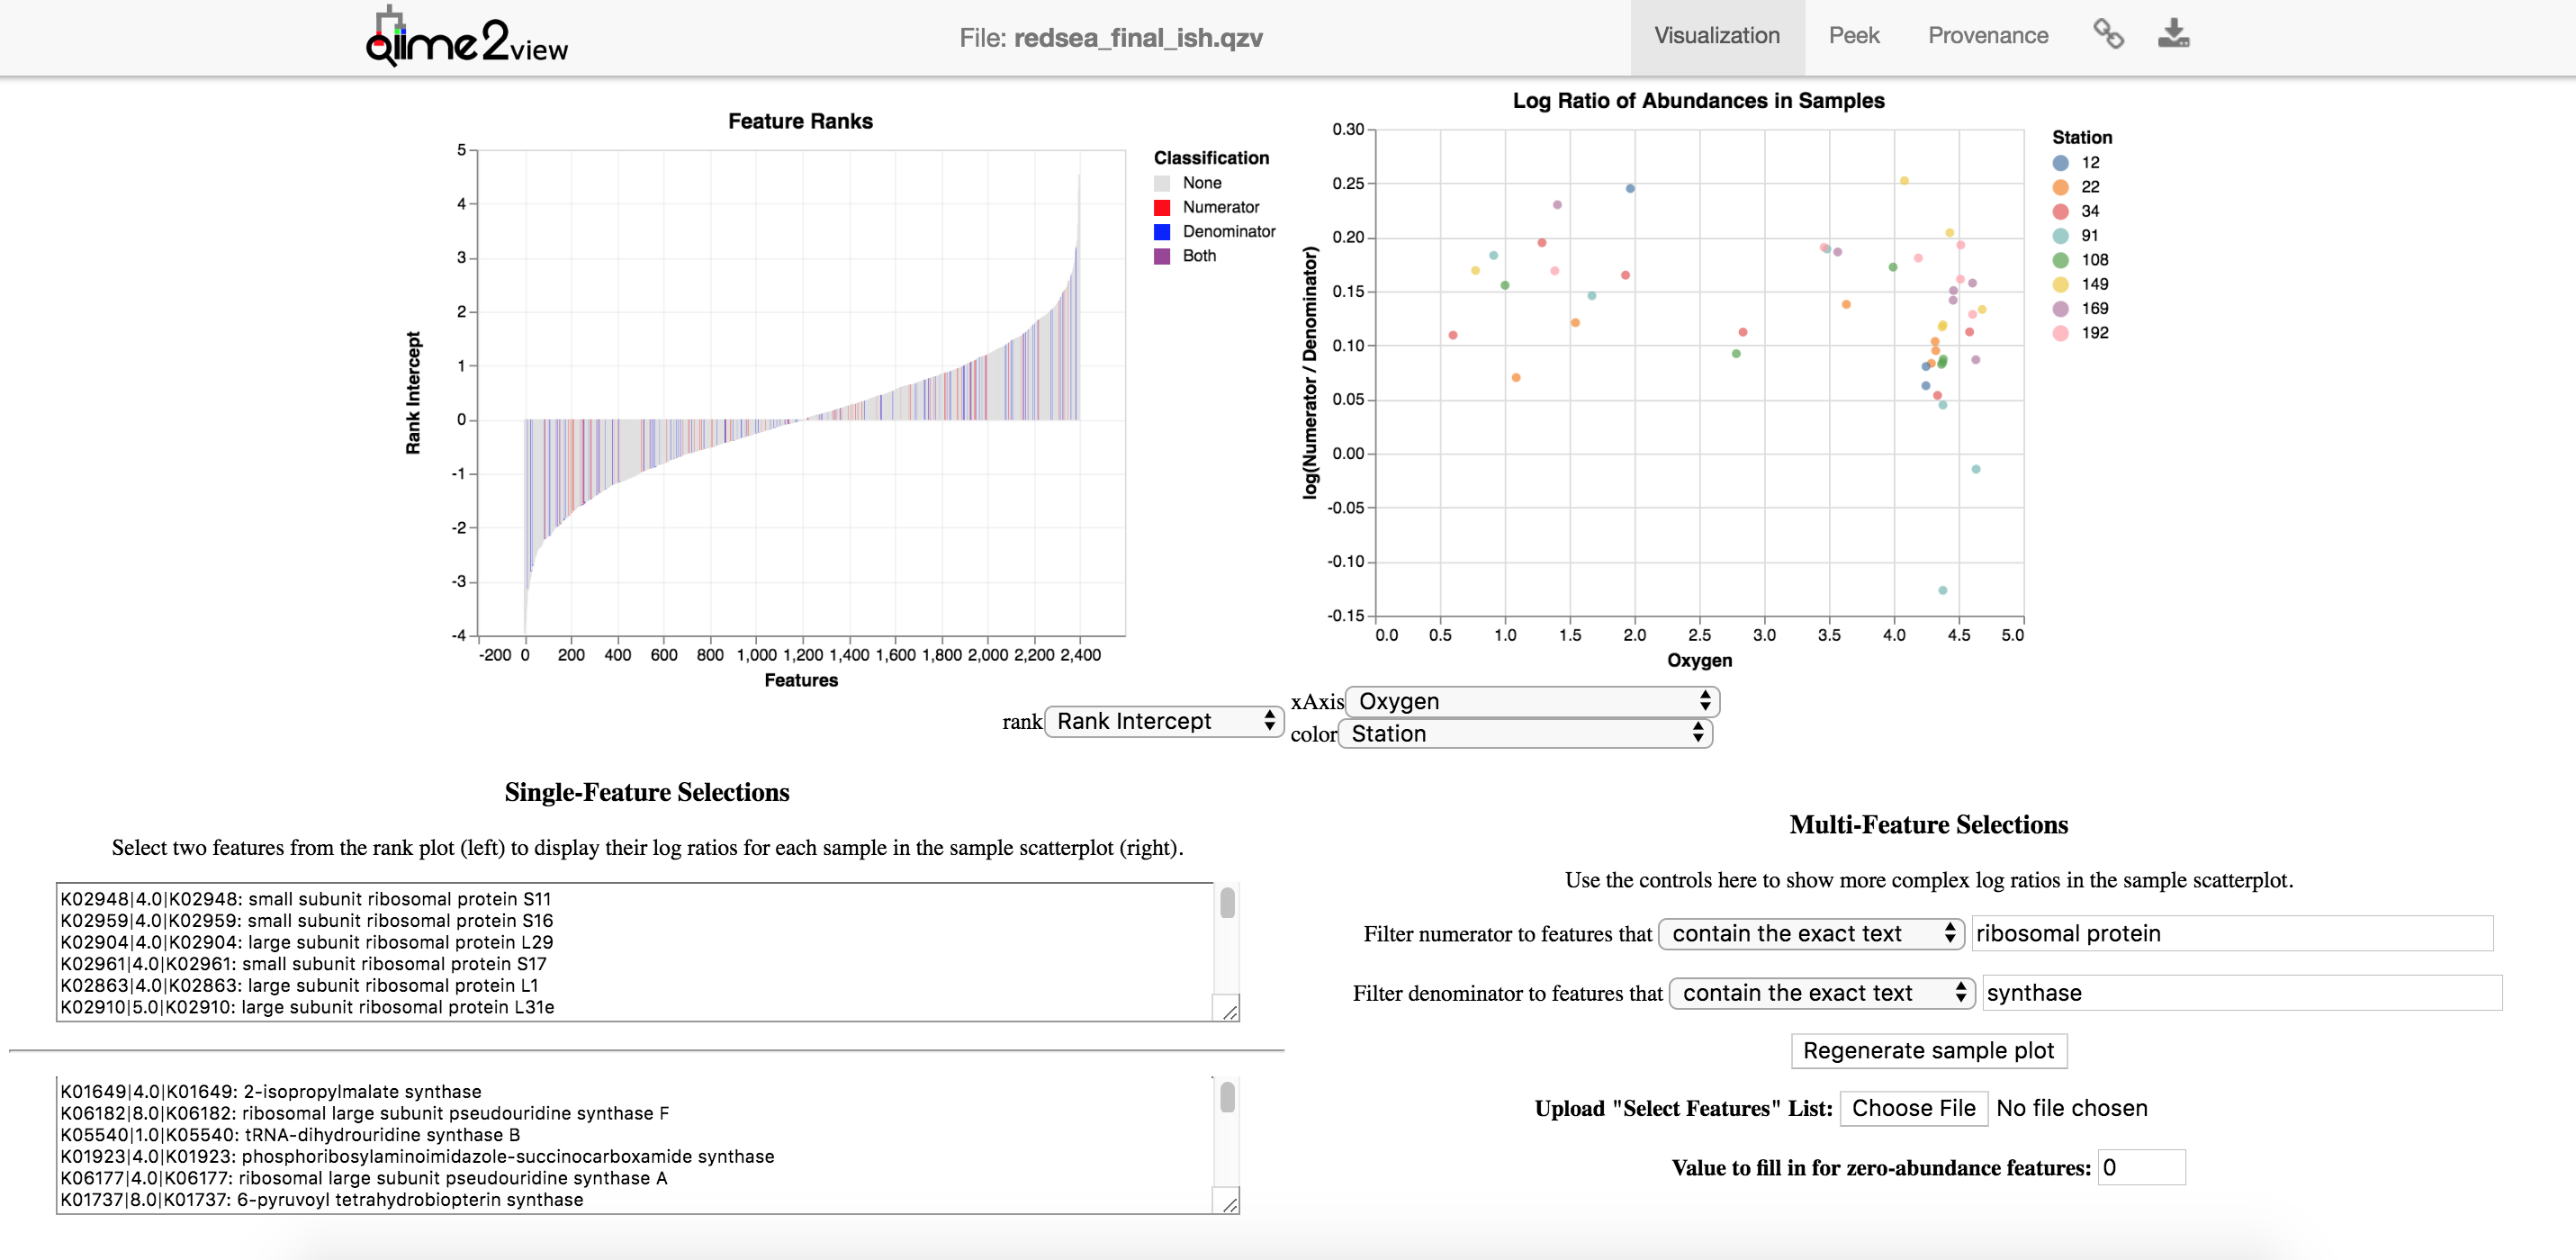 qiime2view
File: redsea_final_ish.qzv
Visualization
Peek
Provenance
Feature Ranks
5
4
3
2
1
0
-1
-2
-3
-4
Rank Intercept
-200 0 200 400 600 800 1,000 1,200 1,400 1,600 1,800 2,000 2,200 2,400
Features
Classification
None
Numerator
Denominator
Both
rank Rank Intercept
Log Ratio of Abundances in Samples
0.30
0.25
0.20
0.15
0.10
0.05
0.00
-0.05
-0.10
-0.15
log(Numerator / Denominator)
0.0 0.5 1.0 1.5 2.0 2.5 3.0 3.5 4.0 4.5 5.0
Oxygen
Station
12
22
34
91
108
149
169
192
xAxis Oxygen
color Station
Single-Feature Selections
Select two features from the rank plot (left) to display their log ratios for each sample in the sample scatterplot (right).
K02948|4.0|K02948: small subunit ribosomal protein S11
K02959|4.0|K02959: small subunit ribosomal protein S16
K02904|4.0|K02904: large subunit ribosomal protein L29
K02961|4.0|K02961: small subunit ribosomal protein S17
K02863|4.0|K02863: large subunit ribosomal protein L1
K02910|5.0|K02910: large subunit ribosomal protein L31e
K01649|4.0|K01649: 2-isopropylmalate synthase
K06182|8.0|K06182: ribosomal large subunit pseudouridine synthase F
K05540|1.0|K05540: tRNA-dihydrouridine synthase B
K01923|4.0|K01923: phosphoribosylaminoimidazole-succinocarboxamide synthase
K06177|4.0|K06177: ribosomal large subunit pseudouridine synthase A
K01737|8.0|K01737: 6-pyruvoyl tetrahydrobiopterin synthase
Multi-Feature Selections
Use the controls here to show more complex log ratios in the sample scatterplot.
Filter numerator to features that contain the exact text ribosomal protein
Filter denominator to features that contain the exact text synthase
Regenerate sample plot
Upload "Select Features" List: Choose File No file chosen
Value to fill in for zero-abundance features: 0